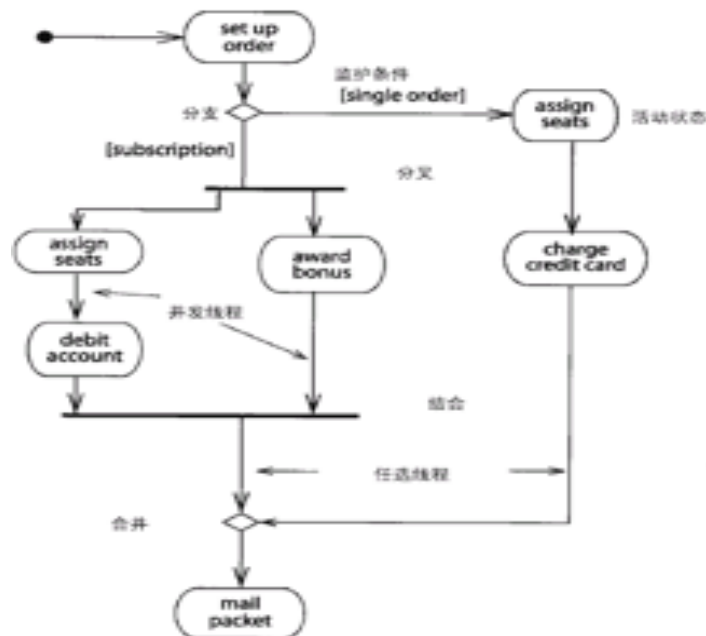 set up
order
监护条件
[single order]
分支
assign
seats
活动状态
[subscription]
分叉
assign
seats
award
bonus
charge
credit card
并发线程
debit
account
结合
任选线程
合并
mail
packet